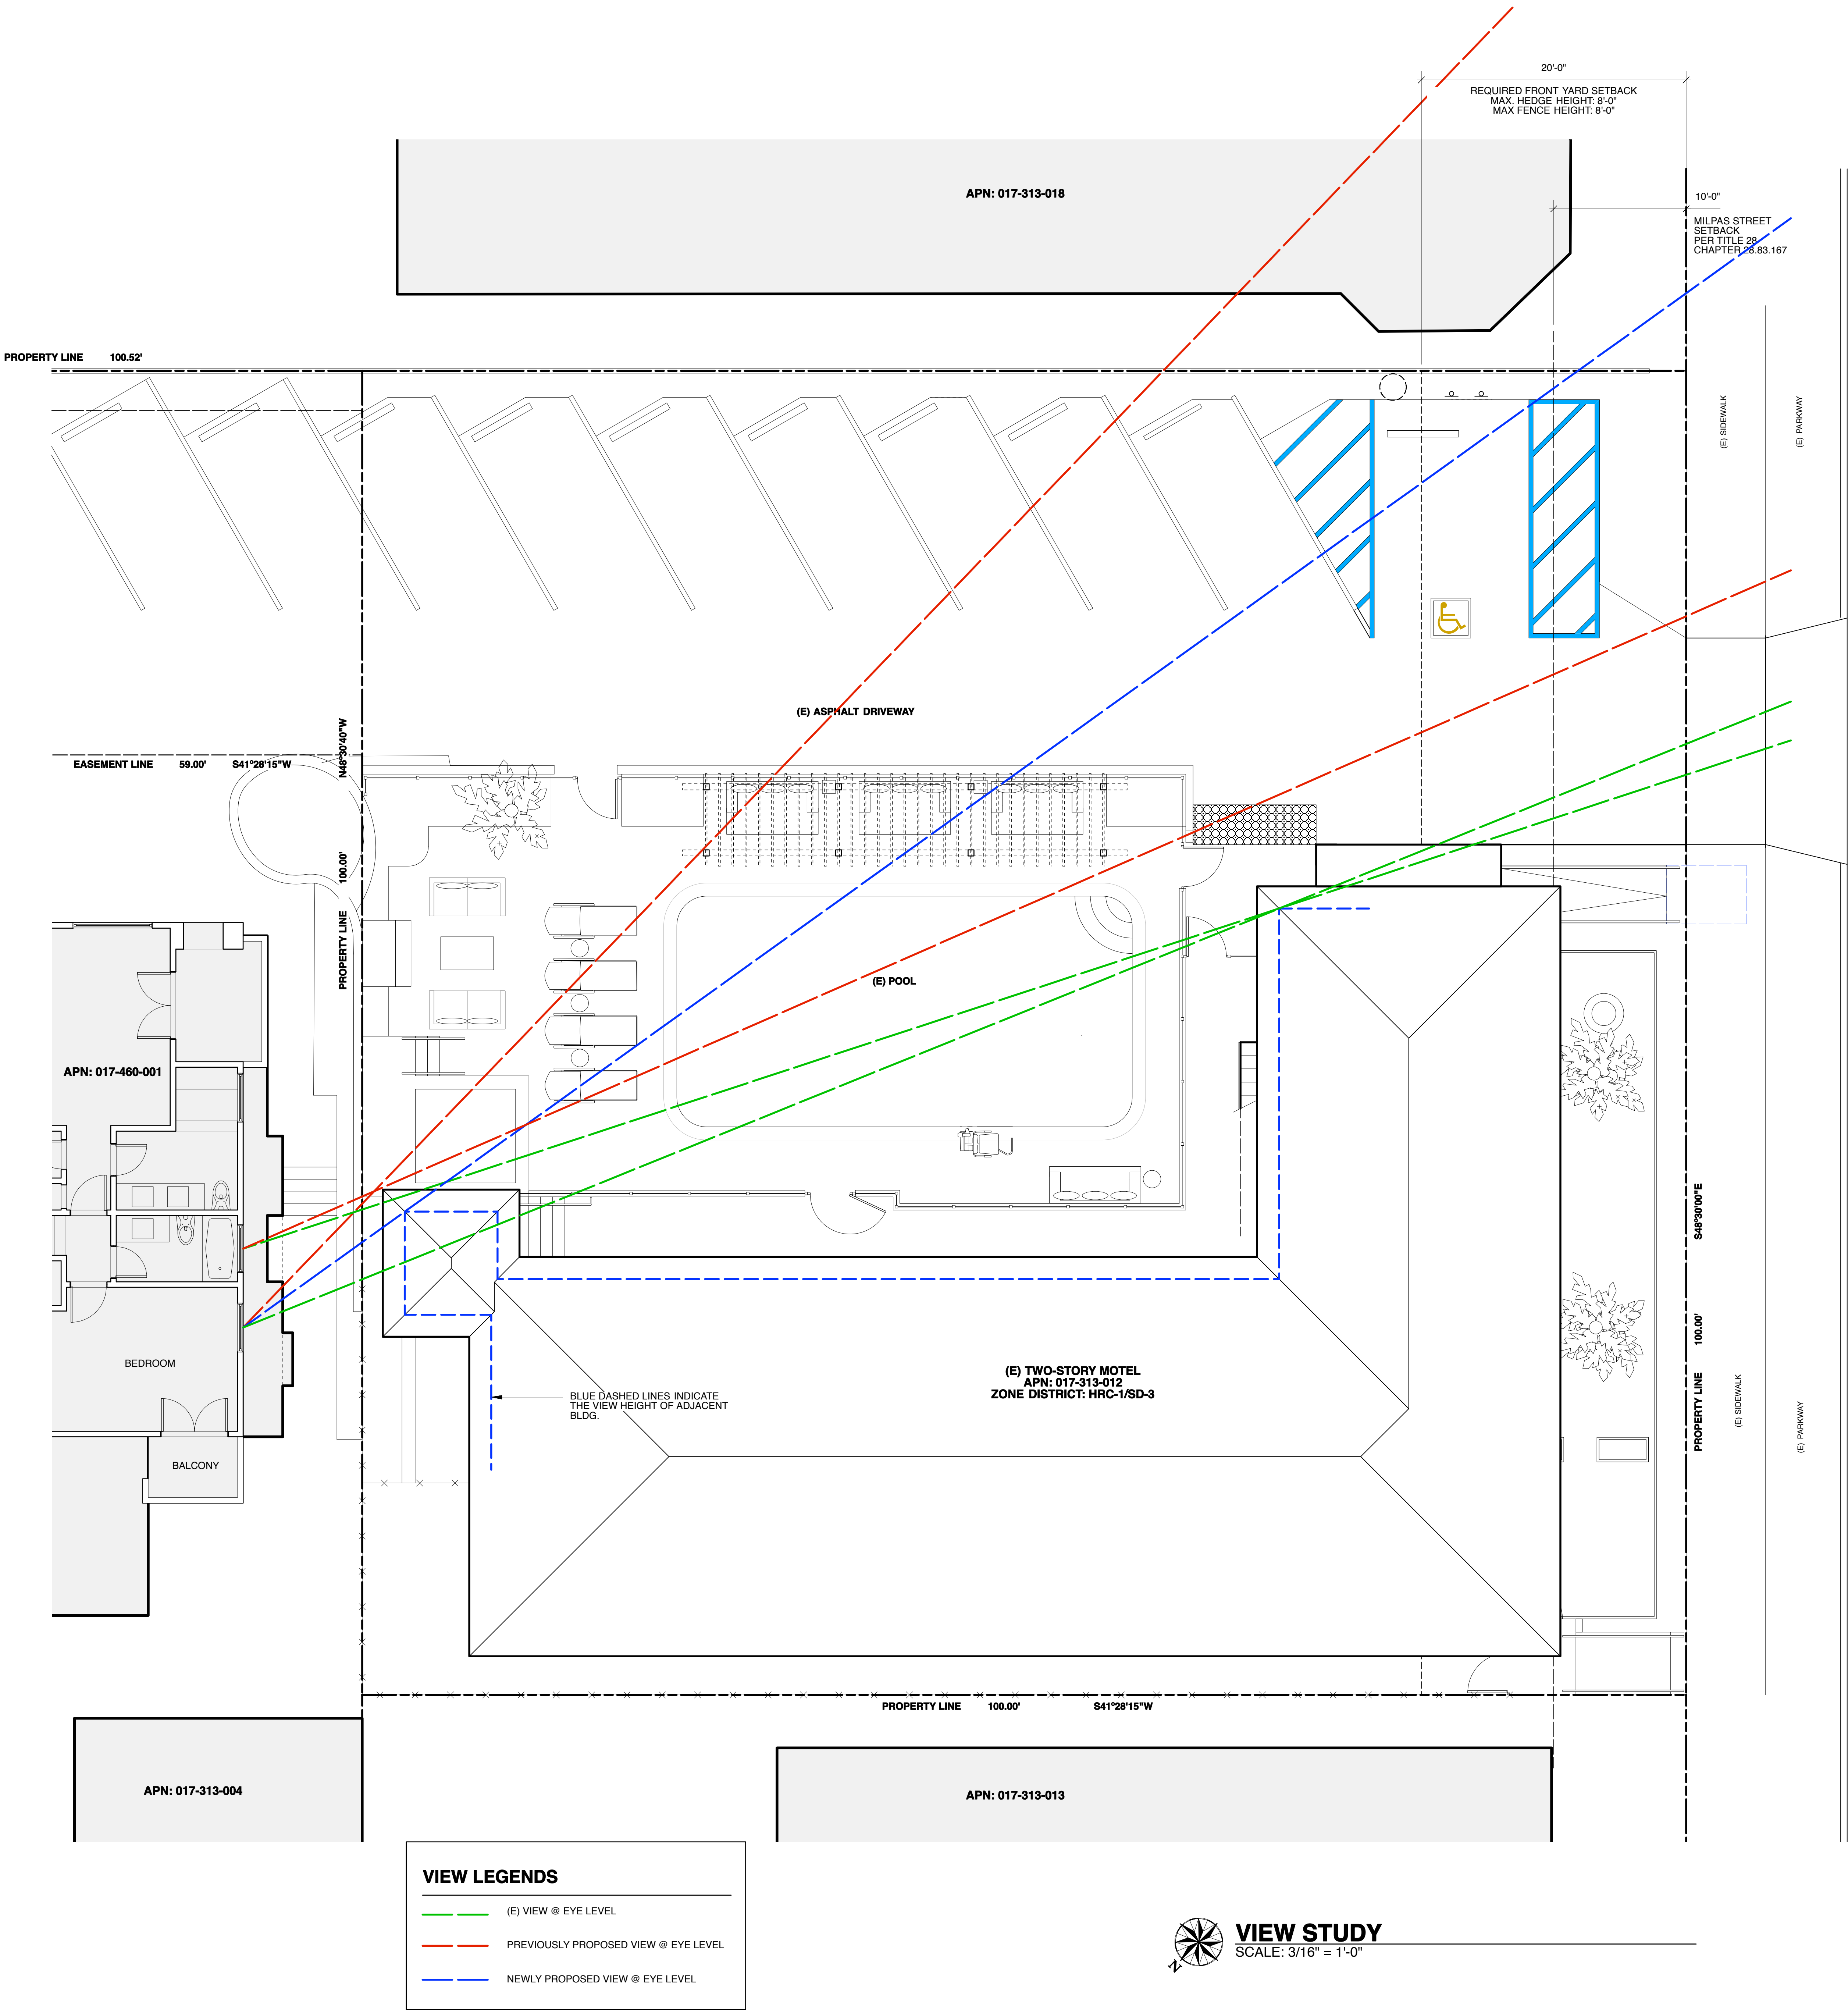 20'-0"
REQUIRED FRONT YARD SETBACK
MAX. HEDGE HEIGHT: 8'-0"
MAX FENCE HEIGHT: 8'-0"
APN: 017-313-018
10'-0"
MILPAS STREET
SETBACK
PER TITLE 28
CHAPTER 28.83.167
PROPERTY LINE 100.52'
(E) SIDEWALK
(E) PARKWAY
(E) ASPHALT DRIVEWAY
EASEMENT LINE 59.00' S41°28'15"W
N48°30'40"W
100.00'
PROPERTY LINE
(E) POOL
APN: 017-460-001
S48°30'00"E
100.00'
PROPERTY LINE
BEDROOM
(E) TWO-STORY MOTEL
APN: 017-313-012
ZONE DISTRICT: HRC-1/SD-3
BLUE DASHED LINES INDICATE
THE VIEW HEIGHT OF ADJACENT
BLDG.
(E) SIDEWALK
(E) PARKWAY
BALCONY
PROPERTY LINE 100.00' S41°28'15"W
APN: 017-313-004
APN: 017-313-013
VIEW LEGENDS
(E) VIEW @ EYE LEVEL
PREVIOUSLY PROPOSED VIEW @ EYE LEVEL
NEWLY PROPOSED VIEW @ EYE LEVEL
N
VIEW STUDY
SCALE: 3/16" = 1'-0"